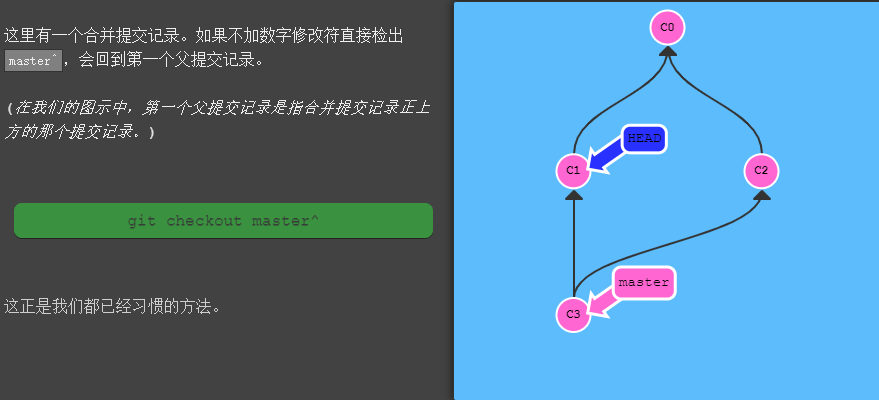 这里有一个合并提交记录。如果不加数字修改符直接检出
master^，会回到第一个父提交记录。
(在我们的图示中，第一个父提交记录是指合并提交记录正上
方的那个提交记录。)
git checkout master^
这正是我们都已经习惯的方法。
C0
HEAD
C1
C2
master
C3